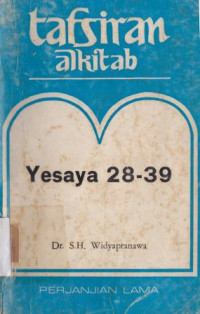 tafsiran
alkitab
Yesaya 28-39
Dr. S.H. Widyapranawa
PERJANJIAN LAMA